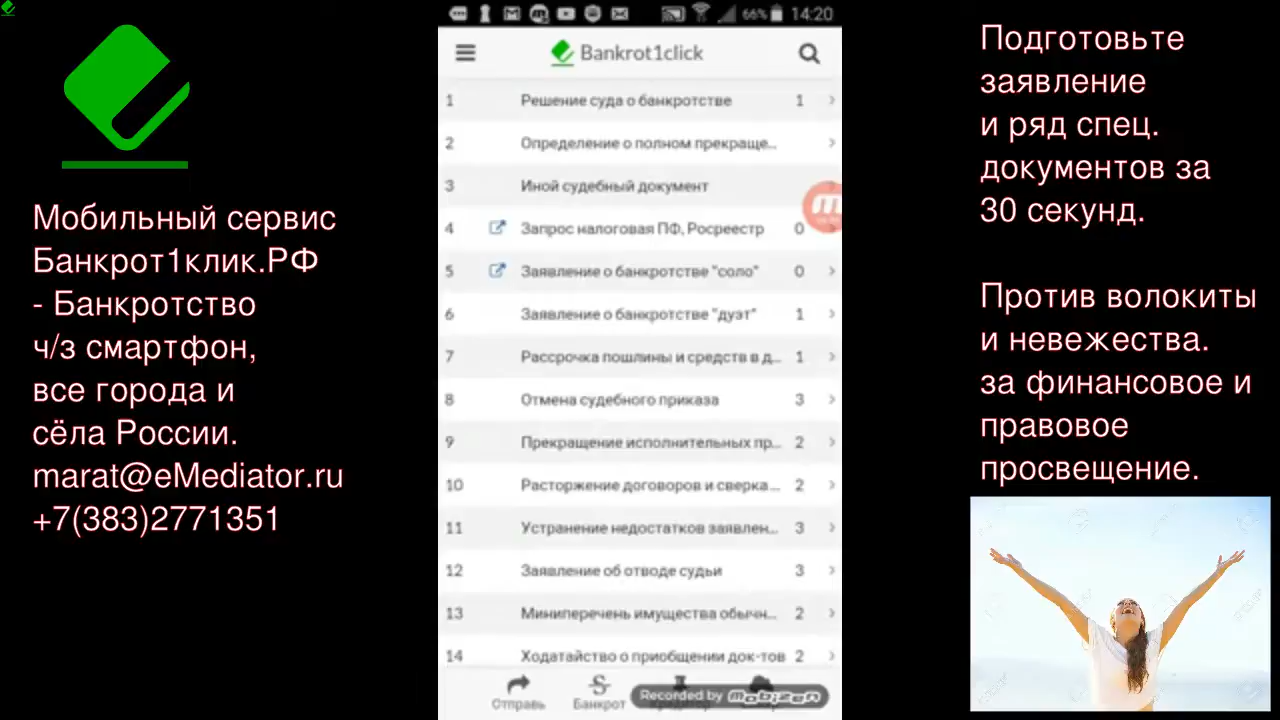 Мобильный сервис
Банкрот1клик.РФ
- Банкротство
ч/з смартфон,
все города и
сёла России.
marat@eMediator.ru
+7(383)2771351
66% 14:20
Bankrot1click
1 Решение суда о банкротстве 1
2 Определение о полном прекраще...
3 Иной судебный документ
4 Запрос налоговая ПФ, Росреестр 0
5 Заявление о банкротстве "соло" 0
6 Заявление о банкротстве "дуэт" 1
7 Рассрочка пошлины и средств в д... 1
8 Отмена судебного приказа 3
9 Прекращение исполнительных пр... 2
10 Расторжение договоров и сверка... 2
11 Устранение недостатков заявлен... 3
12 Заявление об отводе судьи 3
13 Миниперечень имущества обычн... 2
14 Ходатайство о приобщении док-тов 2
Отправь Банкрот
Recorded by mobizen
Подготовьте
заявление
и ряд спец.
документов за
30 секунд.
Против волокиты
и невежества.
за финансовое и
правовое
просвещение.